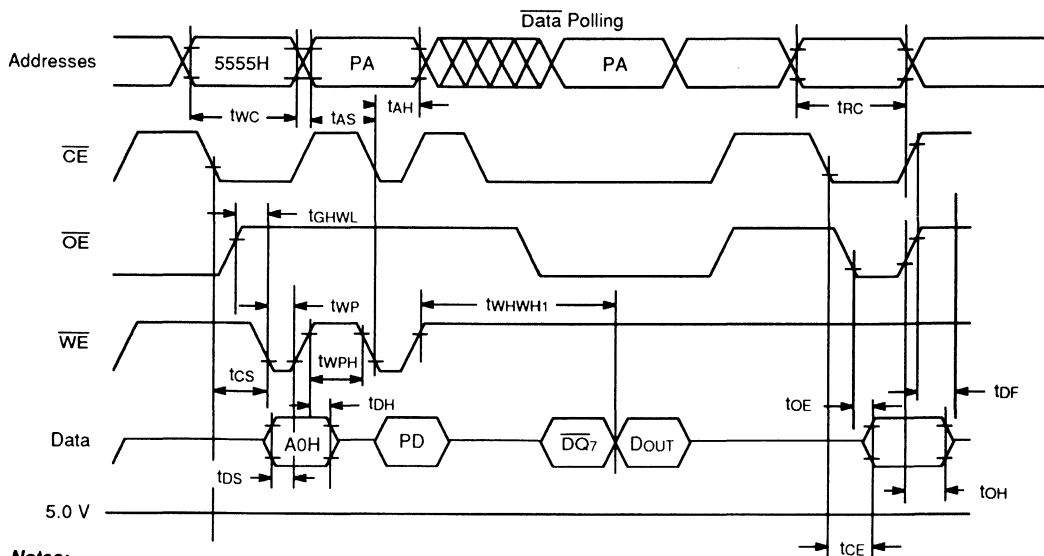 Data Polling
Addresses
5555H
PA
PA
tWC
tAS
tAH
tRC
CE
tGHWL
OE
tWP
tWHWH1
WE
tWPH
tCS
tDF
tDH
tOE
Data
A0H
PD
DQ7
DOUT
tDS
tOH
5.0 V
tCE
Notes: